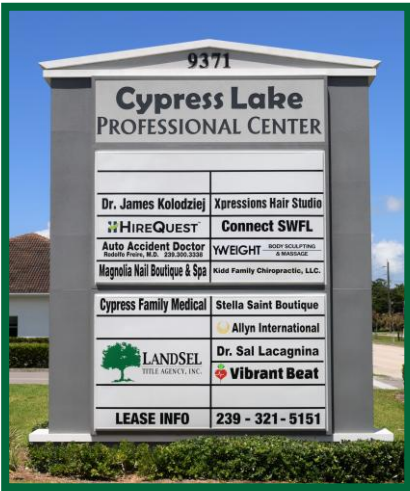 9371
Cypress Lake
PROFESSIONAL CENTER
Dr. James Kolodziej
Xpressions Hair Studio
HIREQUEST
Connect SWFL
Auto Accident Doctor
Rodolfo Freire, M.D. 239.300.3338
YWEIGHT BODY SCULPTING
& MASSAGE
Magnolia Nail Boutique & Spa
Kidd Family Chiropractic, LLC.
Cypress Family Medical
Stella Saint Boutique
Allyn International
LANDSEL
TITLE AGENCY, INC.
Dr. Sal Lacagnina
Vibrant Beat
LEASE INFO
239 - 321 - 5151